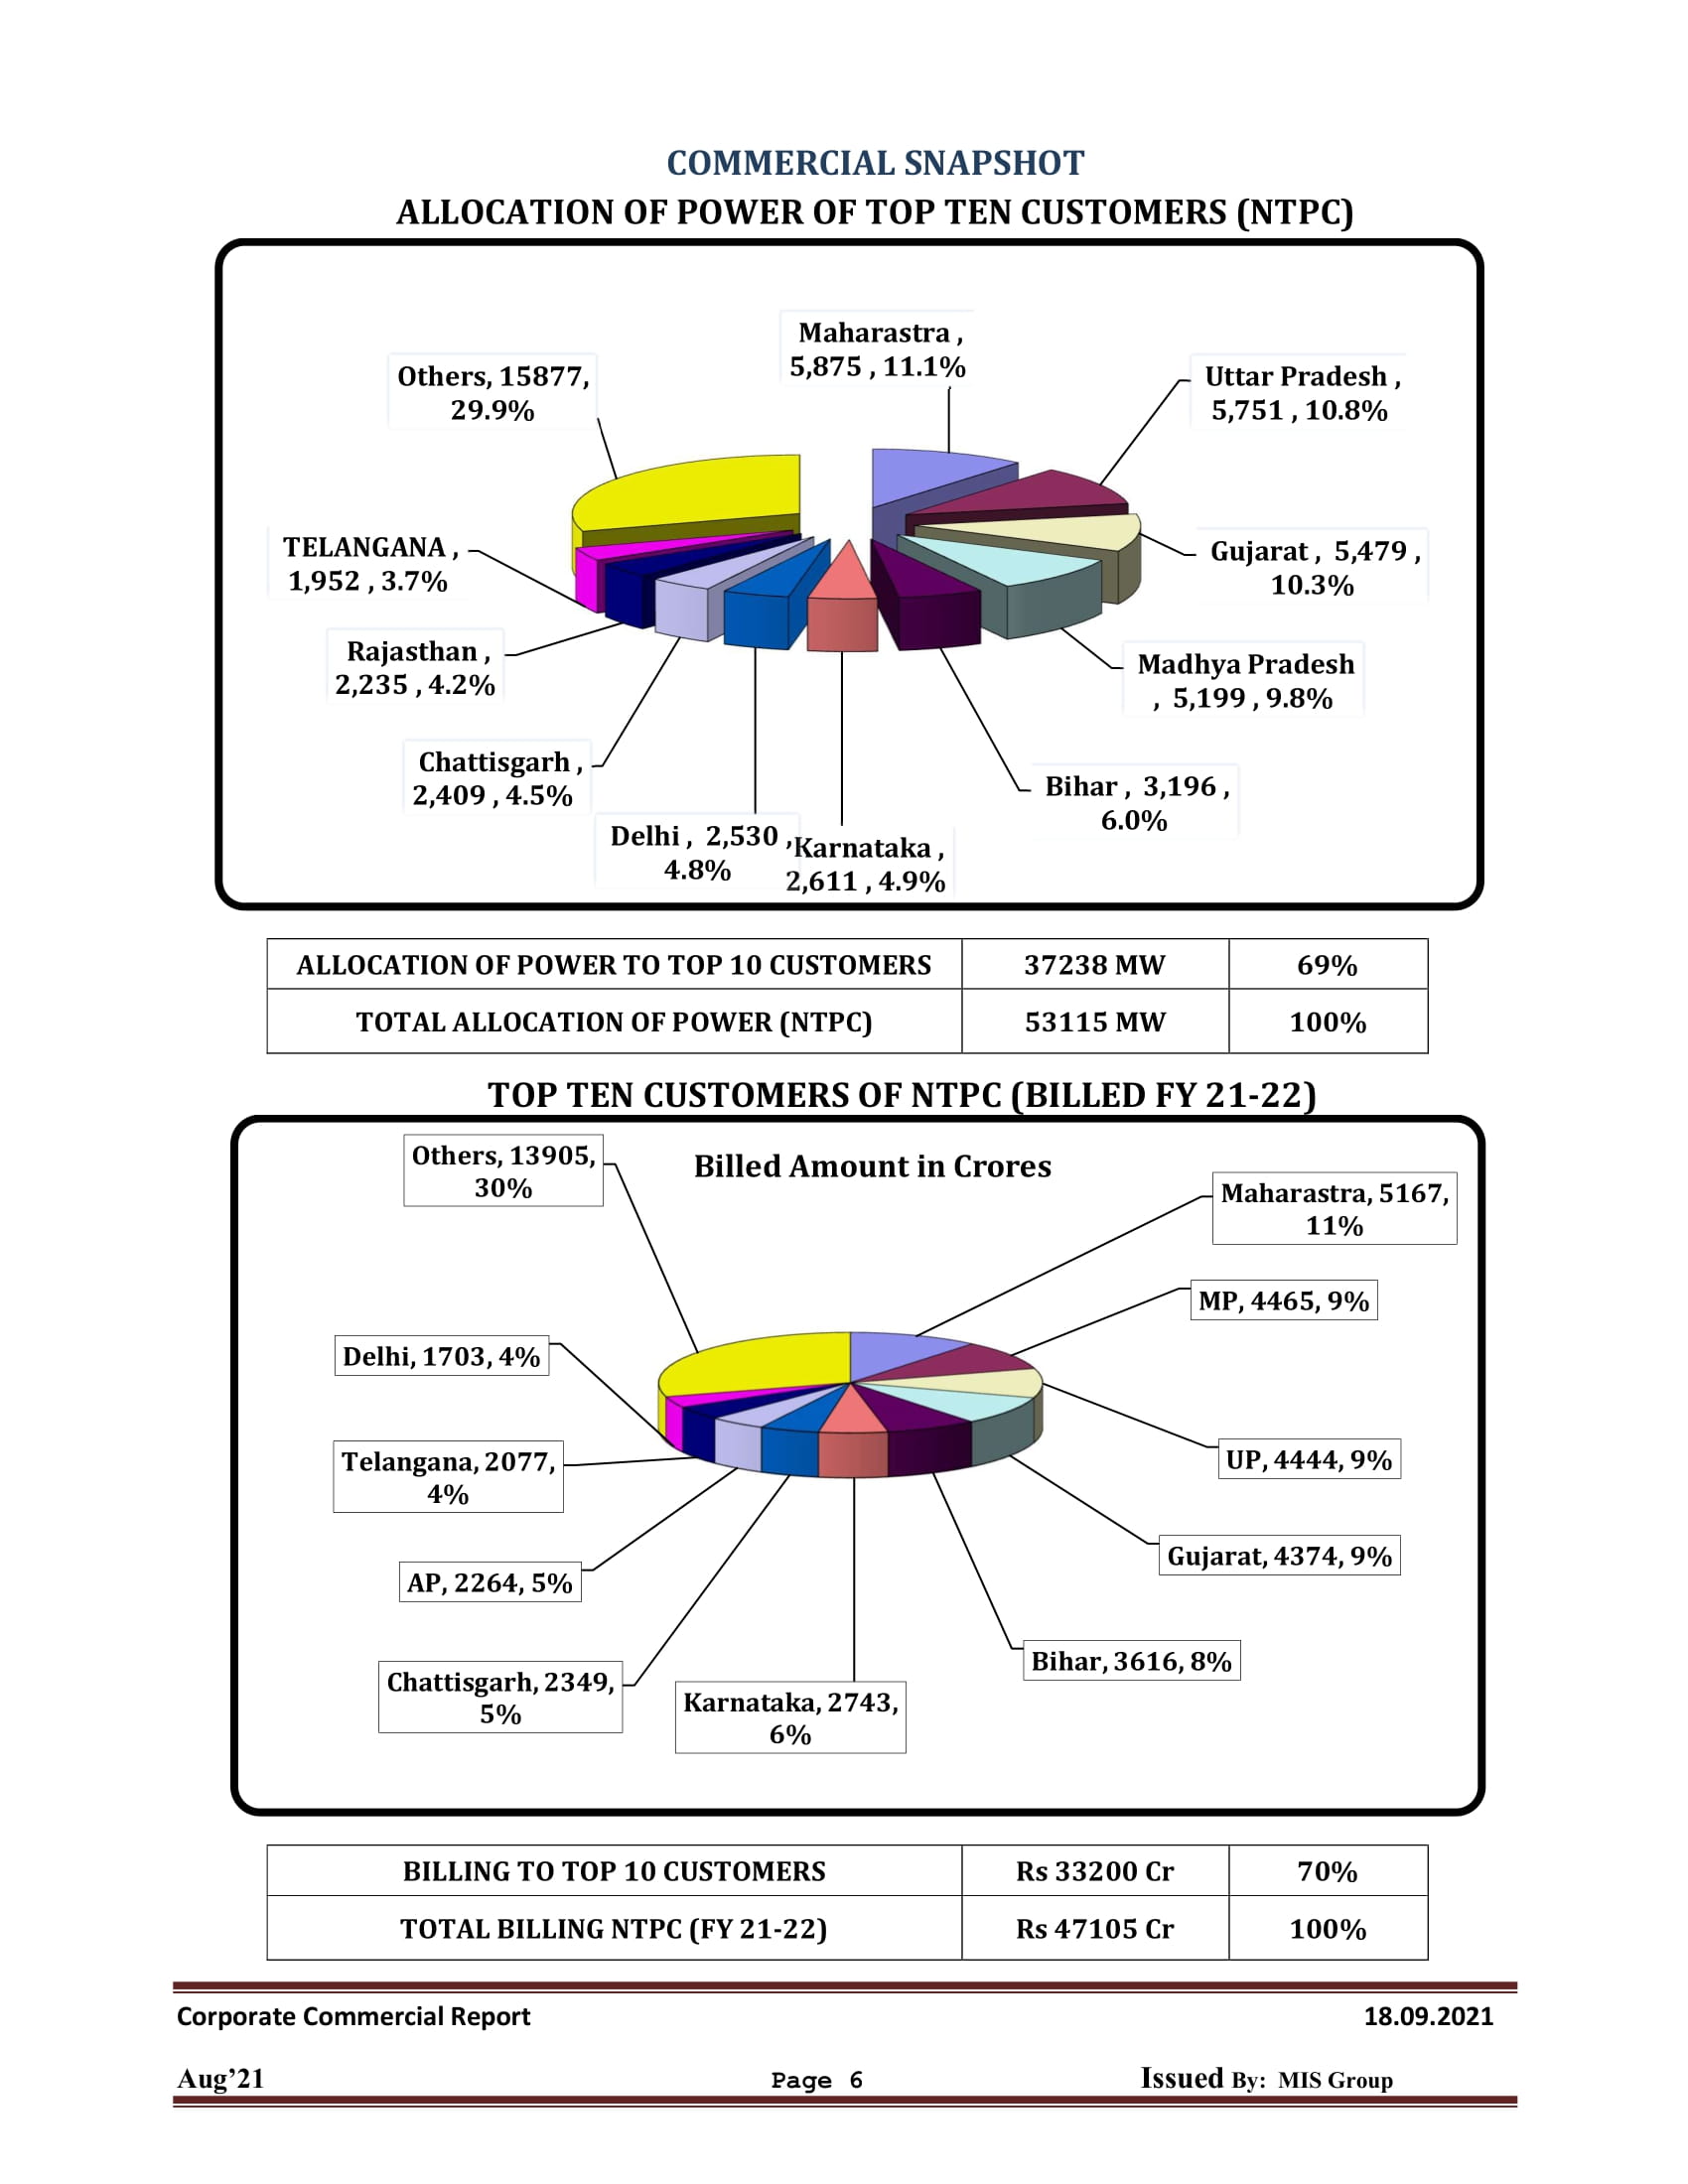 COMMERCIAL SNAPSHOT
ALLOCATION OF POWER OF TOP TEN CUSTOMERS (NTPC)
Maharastra ,
5,875 , 11.1%
Others, 15877,
29.9%
Uttar Pradesh ,
5,751 , 10.8%
TELANGANA ,
1,952 , 3.7%
Gujarat ,  5,479 ,
10.3%
Rajasthan ,
2,235 , 4.2%
Madhya Pradesh
,  5,199 , 9.8%
Chattisgarh ,
2,409 , 4.5%
Bihar ,  3,196 ,
6.0%
Delhi ,  2,530 ,
4.8%
Karnataka ,
2,611 , 4.9%
ALLOCATION OF POWER TO TOP 10 CUSTOMERS 37238 MW 69%
TOTAL ALLOCATION OF POWER (NTPC) 53115 MW 100%
TOP TEN CUSTOMERS OF NTPC (BILLED FY 21-22)
Billed Amount in Crores
Others, 13905,
30%
Maharastra, 5167,
11%
MP, 4465, 9%
Delhi, 1703, 4%
UP, 4444, 9%
Telangana, 2077,
4%
Gujarat, 4374, 9%
AP, 2264, 5%
Bihar, 3616, 8%
Chattisgarh, 2349,
5%
Karnataka, 2743,
6%
BILLING TO TOP 10 CUSTOMERS Rs 33200 Cr 70%
TOTAL BILLING NTPC (FY 21-22) Rs 47105 Cr 100%
Corporate Commercial Report 18.09.2021
Aug’21 Page 6 Issued By: MIS Group